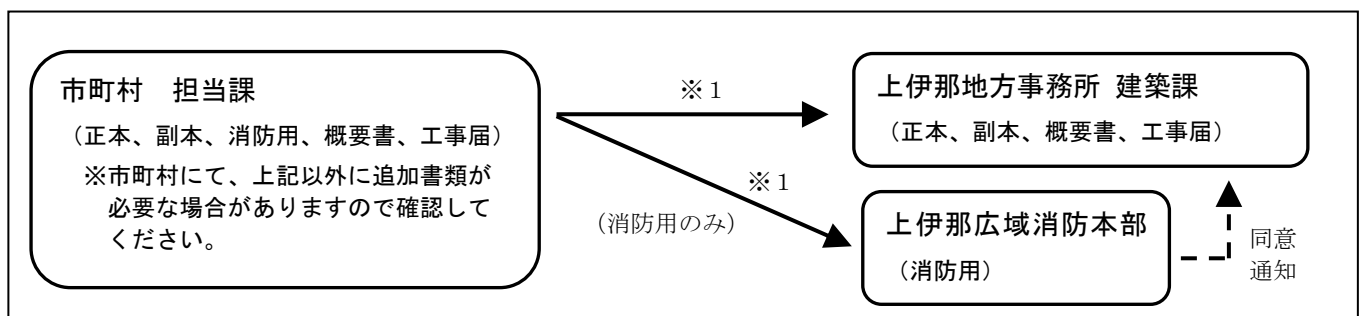 市町村　担当課
（正本、副本、消防用、概要書、工事届）
※市町村にて、上記以外に追加書類が
必要な場合がありますので確認して
ください。
※１
※１
（消防用のみ）
上伊那地方事務所 建築課
（正本、副本、概要書、工事届）
上伊那広域消防本部
（消防用）
同意
通知